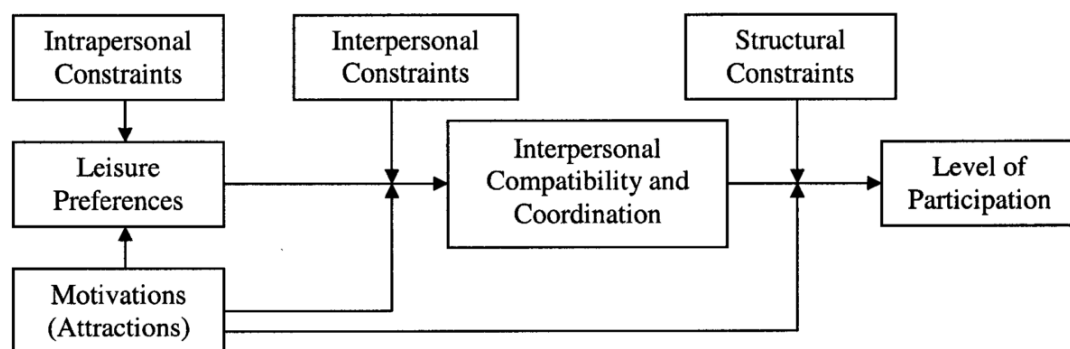 Intrapersonal
Constraints
Interpersonal
Constraints
Structural
Constraints
Leisure
Preferences
Interpersonal
Compatibility and
Coordination
Level of
Participation
Motivations
(Attractions)